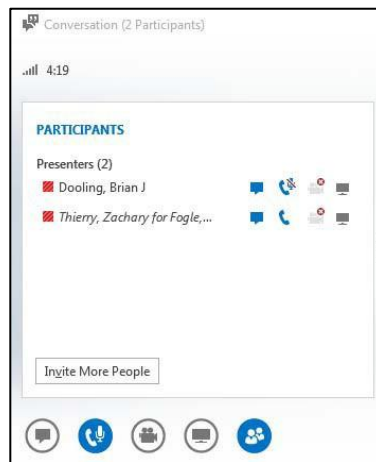 Conversation (2 Participants)
4:19
PARTICIPANTS
Presenters (2)
Dooling, Brian J
Thierry, Zachary for Fogle,...
Invite More People